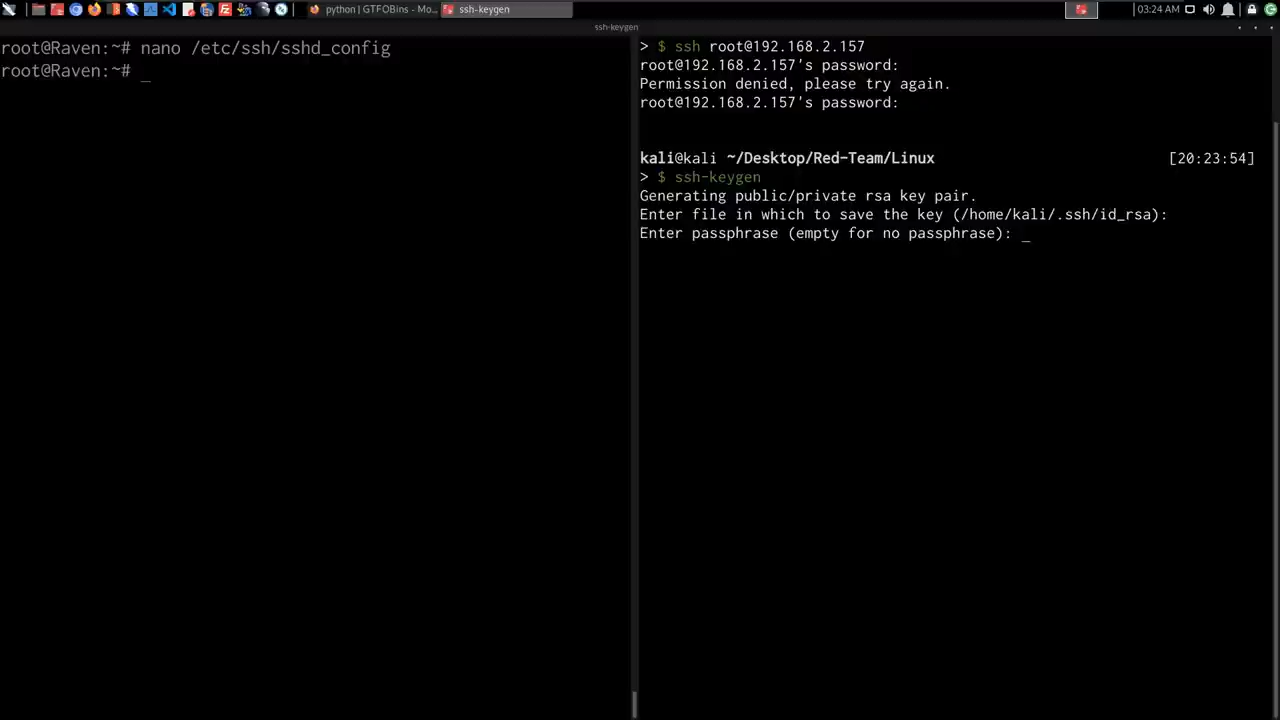 python | GTFOBins - Mo...
ssh-keygen
03:24 AM
ssh-keygen
root@Raven:~# nano /etc/ssh/sshd_config
root@Raven:~# _
> $ ssh root@192.168.2.157
root@192.168.2.157's password:
Permission denied, please try again.
root@192.168.2.157's password:
kali@kali ~/Desktop/Red-Team/Linux [20:23:54]
> $ ssh-keygen
Generating public/private rsa key pair.
Enter file in which to save the key (/home/kali/.ssh/id_rsa):
Enter passphrase (empty for no passphrase): _